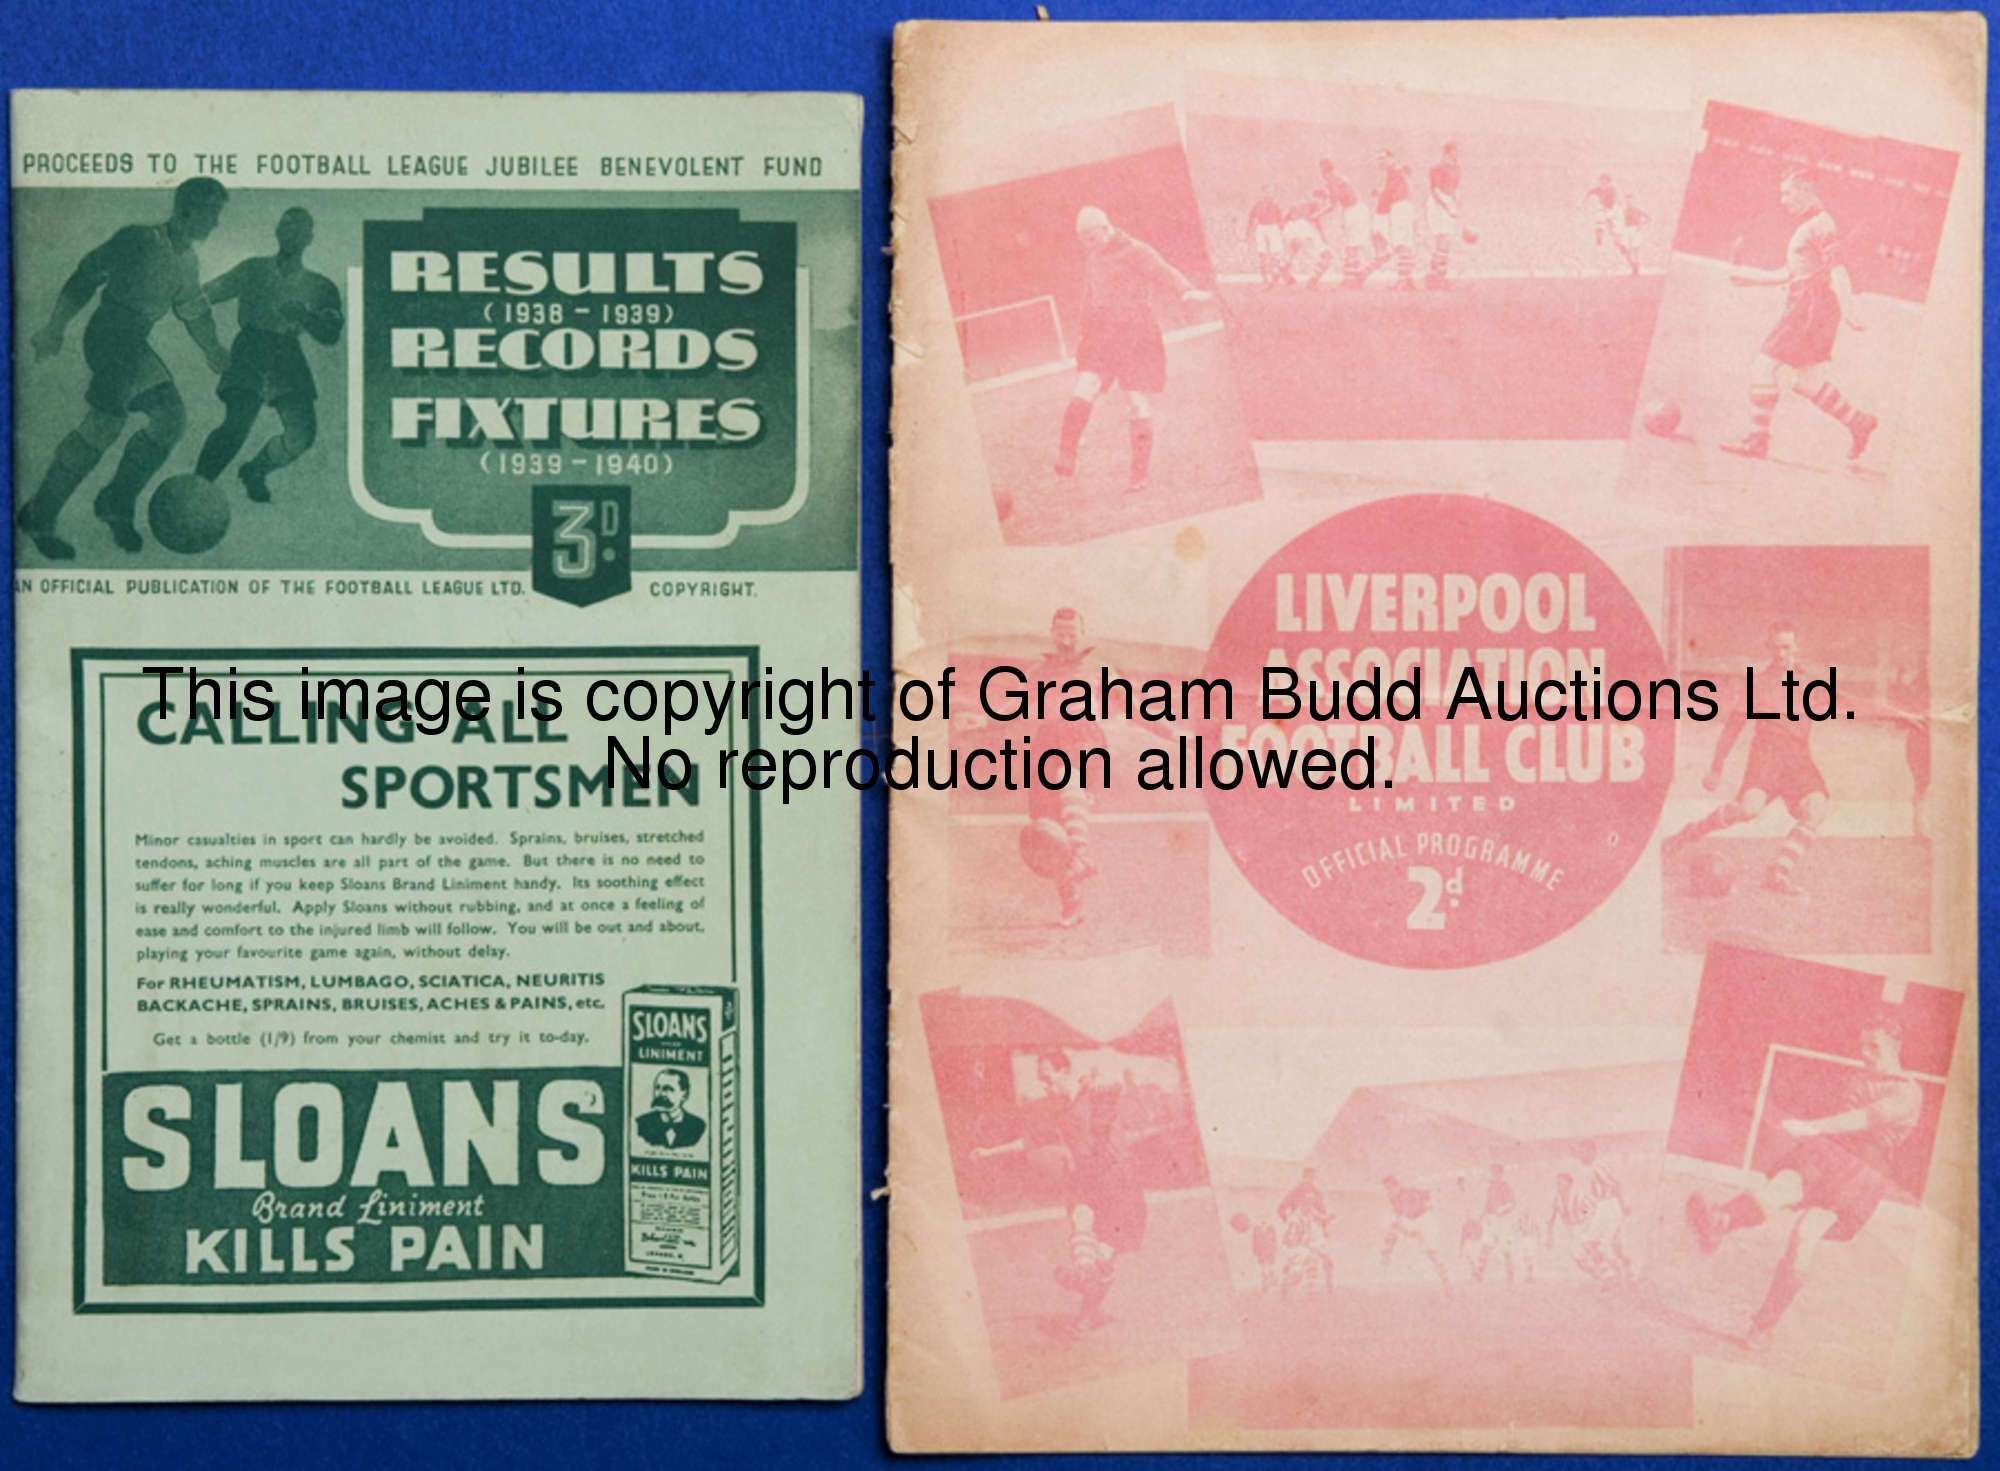 PROCEEDS TO THE FOOTBALL LEAGUE JUBILEE BENEVOLENT FUND
RESULTS
(1938 - 1939)
RECORDS
FIXTURES
(1939 - 1940)
3D.
AN OFFICIAL PUBLICATION OF THE FOOTBALL LEAGUE LTD. COPYRIGHT.
CALLING ALL
SPORTSMEN
Minor casualties in sport can hardly be avoided. Sprains, bruises, stretched
tendons, aching muscles are all part of the game. But there is no need to
suffer for long if you keep Sloans Brand Liniment handy. Its soothing effect
is really wonderful. Apply Sloans without rubbing, and at once a feeling of
ease and comfort to the injured limb will follow. You will be out and about,
playing your favourite game again, without delay.
For RHEUMATISM, LUMBAGO, SCIATICA, NEURITIS
BACKACHE, SPRAINS, BRUISES, ACHES & PAINS, etc.
Get a bottle (1/9) from your chemist and try it to-day.
SLOANS
Brand Liniment
KILLS PAIN
SLOANS
LINIMENT
KILLS PAIN
LIVERPOOL
ASSOCIATION
FOOTBALL CLUB
LIMITED
OFFICIAL PROGRAMME
2d.
This image is copyright of Graham Budd Auctions Ltd.
No reproduction allowed.